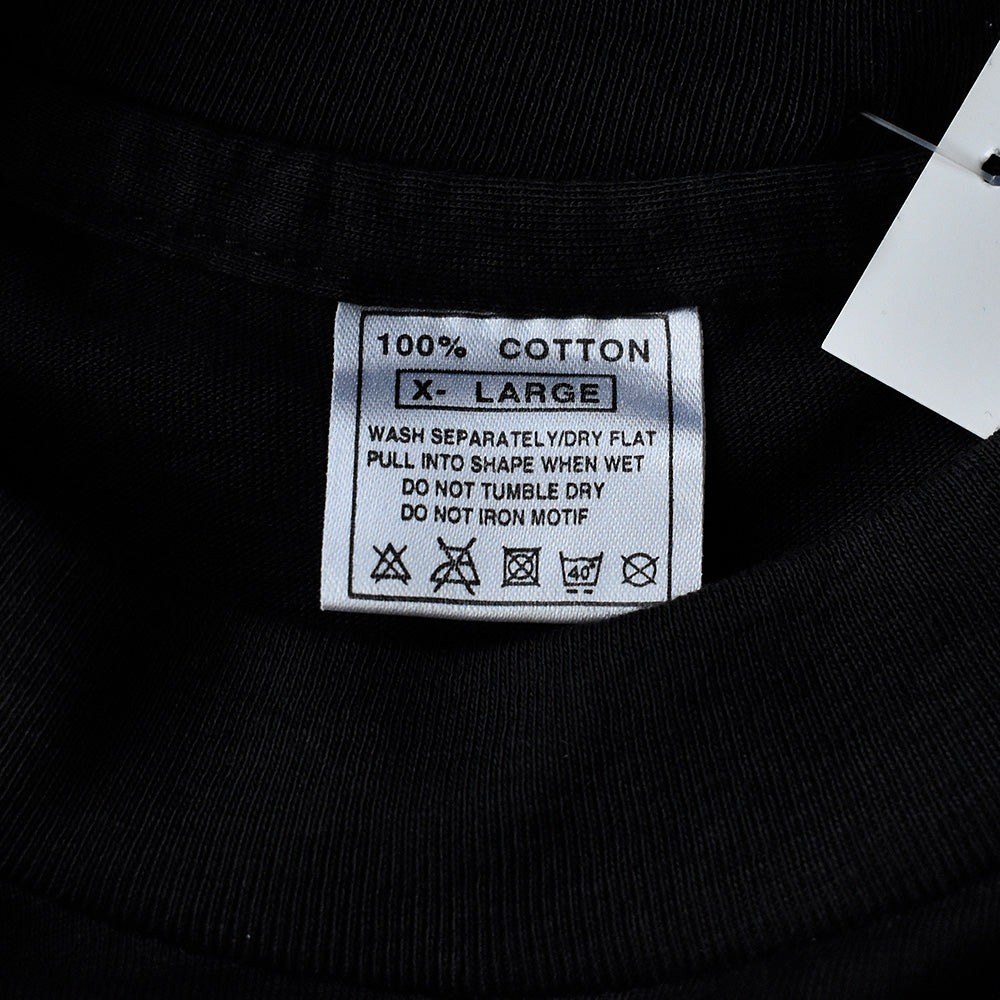 100% COTTON
X- LARGE
WASH SEPARATELY/DRY FLAT
PULL INTO SHAPE WHEN WET
DO NOT TUMBLE DRY
DO NOT IRON MOTIF
40°